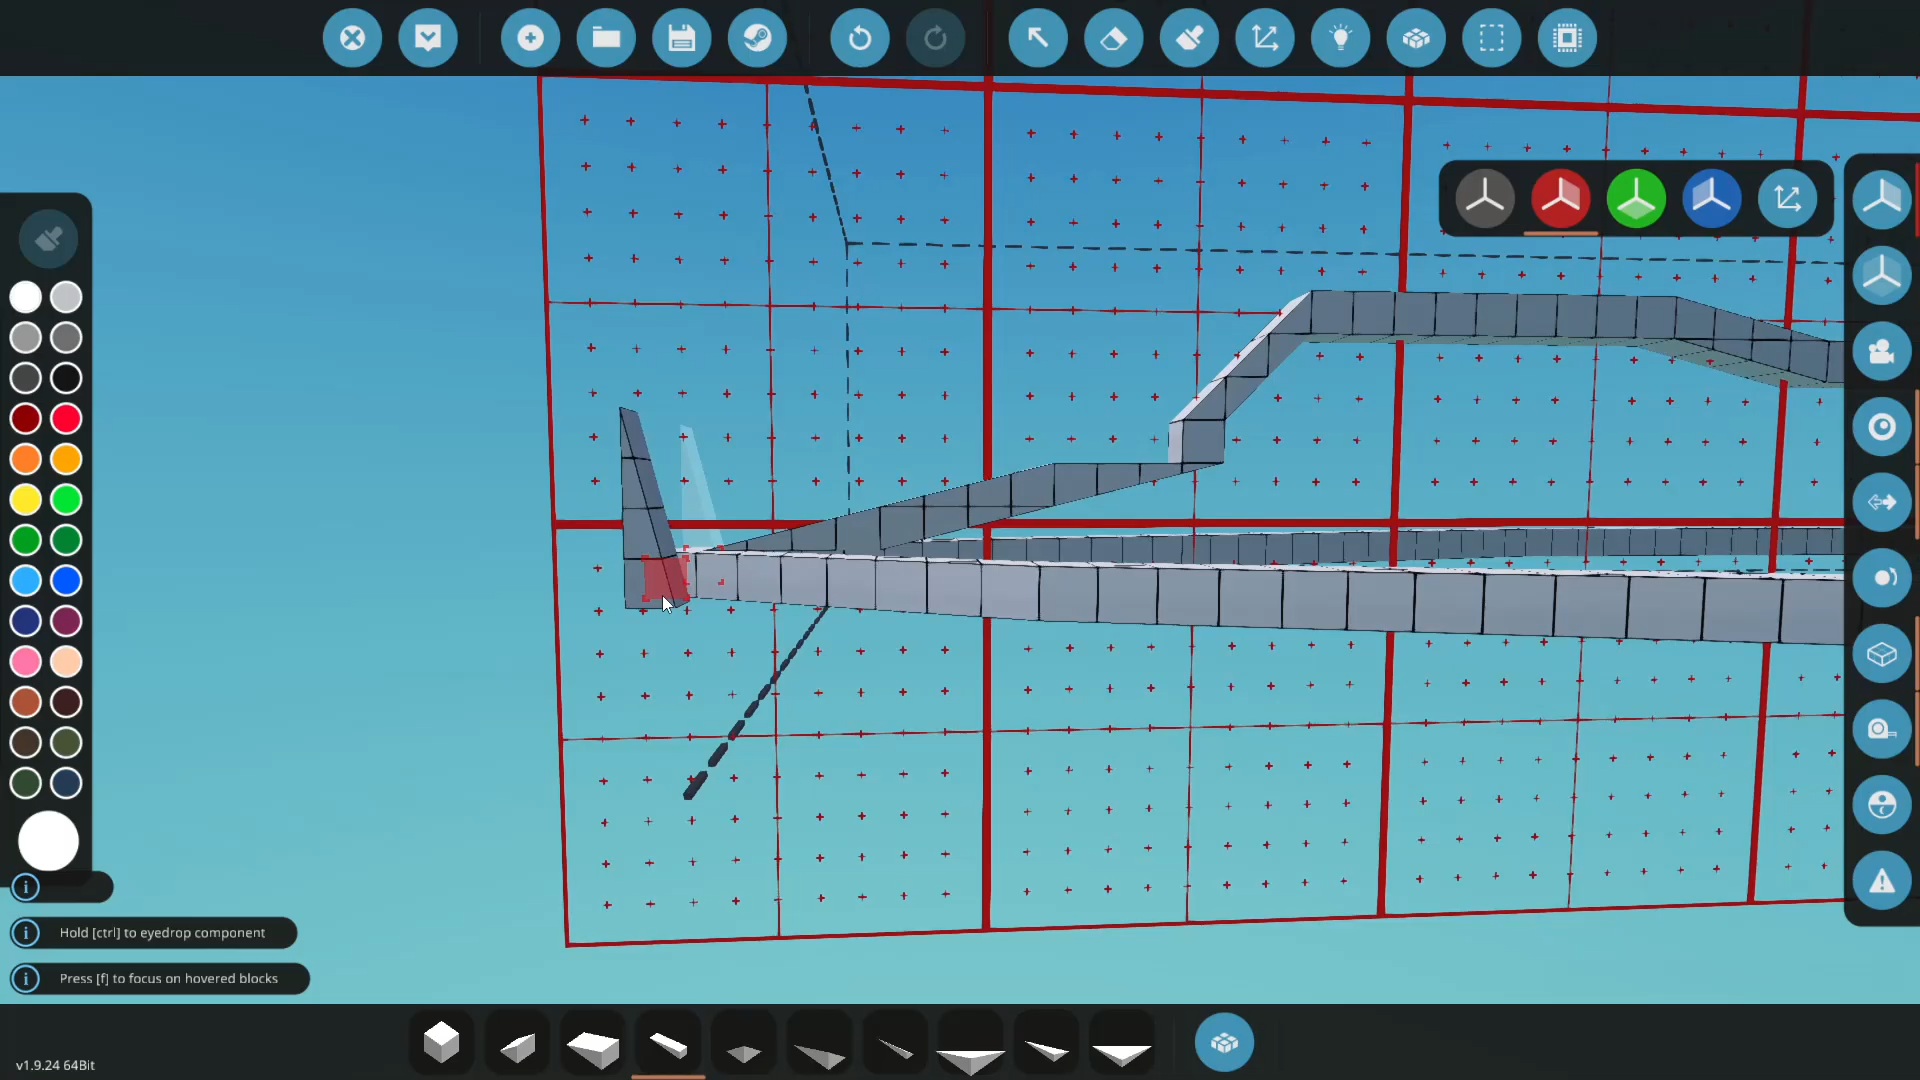 Hold [ctrl] to eyedrop component
Press [f] to focus on hovered blocks
v1.9.24 64Bit